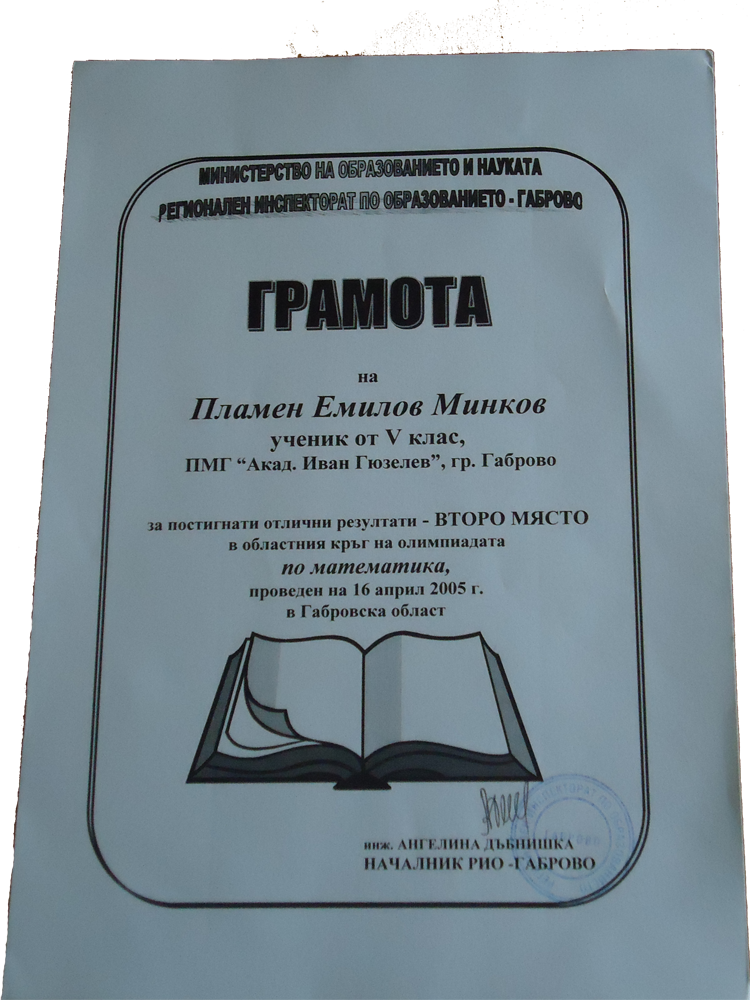 МИНИСТЕРСТВО НА ОБРАЗОВАНИЕТО И НАУКАТА
РЕГИОНАЛЕН ИНСПЕКТОРАТ ПО ОБРАЗОВАНИЕТО - ГАБРОВО
ГРАМОТА
на
Пламен Емилов Минков
ученик от V клас,
ПМГ “Акад. Иван Гюзелев”, гр. Габрово
за постигнати отлични резултати - ВТОРО МЯСТО
в областния кръг на олимпиадата
по математика,
проведен на 16 април 2005 г.
в Габровска област
инж. АНГЕЛИНА ДЪБНИШКА
НАЧАЛНИК РИО -ГАБРОВО